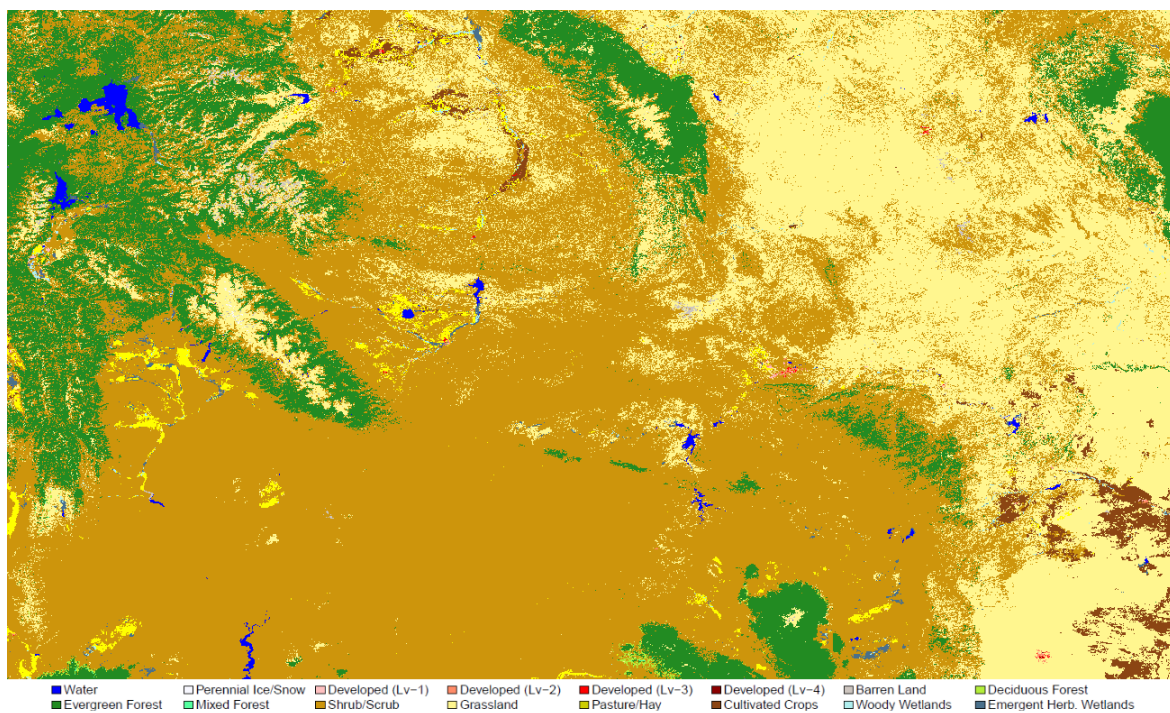 Water Perennial Ice/Snow Developed (Lv−1) Developed (Lv−2) Developed (Lv−3) Developed (Lv−4) Barren Land Deciduous Forest
Evergreen Forest Mixed Forest Shrub/Scrub Grassland Pasture/Hay Cultivated Crops Woody Wetlands Emergent Herb. Wetlands